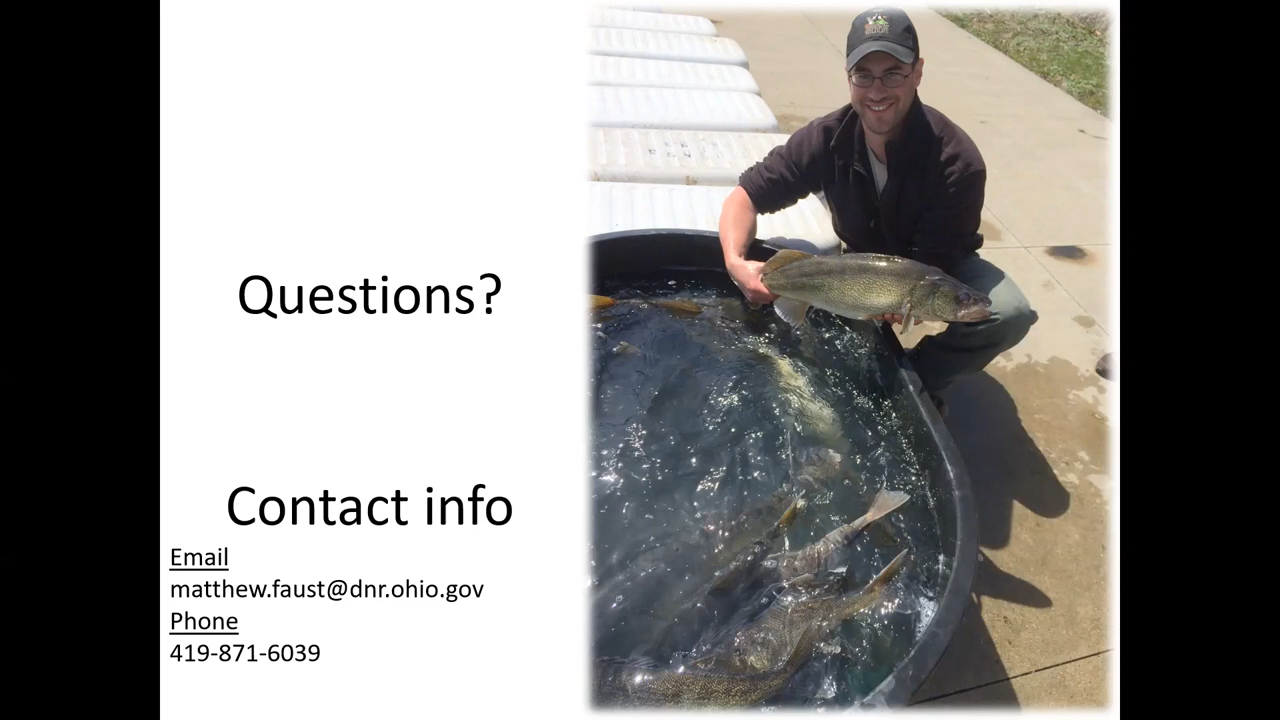 Questions?
Contact info
Email
matthew.faust@dnr.ohio.gov
Phone
419-871-6039